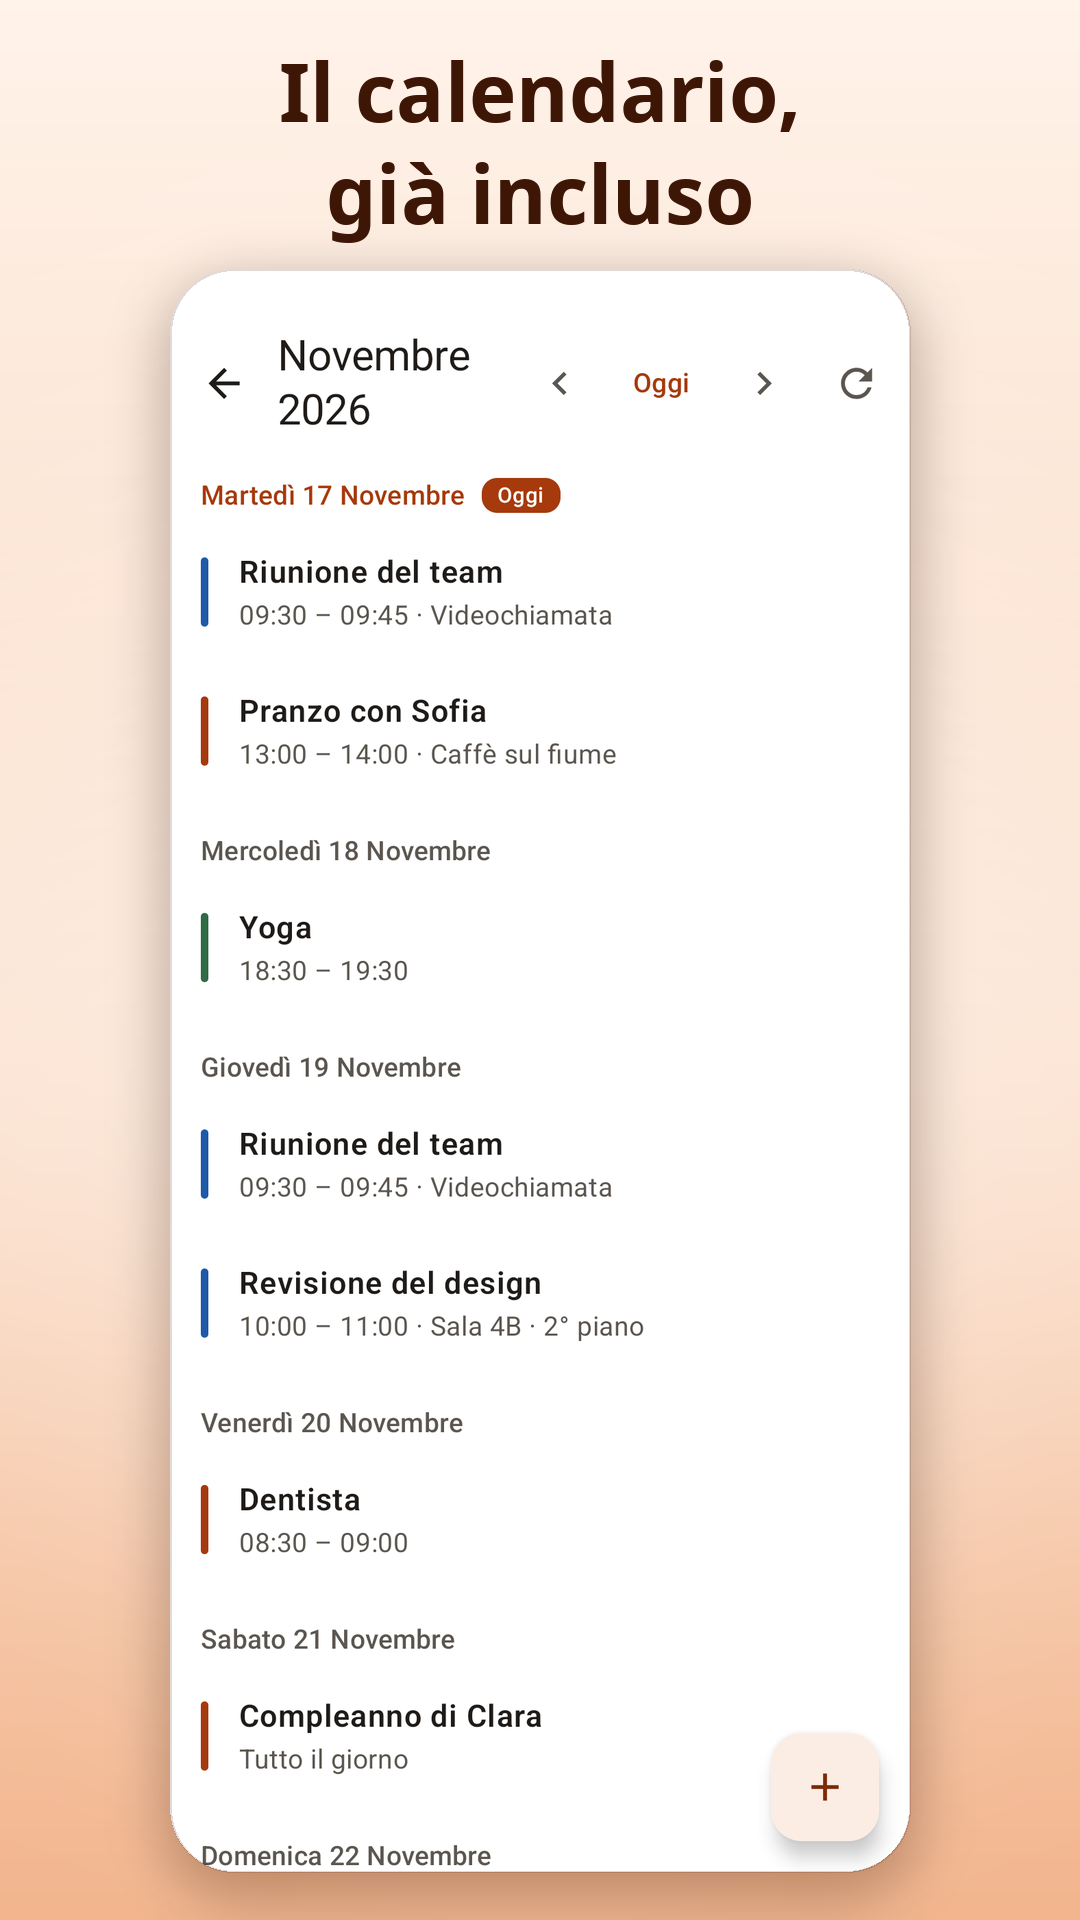 Il calendario,
già incluso
Novembre
2026
Oggi
Martedì 17 Novembre Oggi
Riunione del team
09:30 – 09:45 · Videochiamata
Pranzo con Sofia
13:00 – 14:00 · Caffè sul fiume
Mercoledì 18 Novembre
Yoga
18:30 – 19:30
Giovedì 19 Novembre
Riunione del team
09:30 – 09:45 · Videochiamata
Revisione del design
10:00 – 11:00 · Sala 4B · 2° piano
Venerdì 20 Novembre
Dentista
08:30 – 09:00
Sabato 21 Novembre
Compleanno di Clara
Tutto il giorno
Domenica 22 Novembre